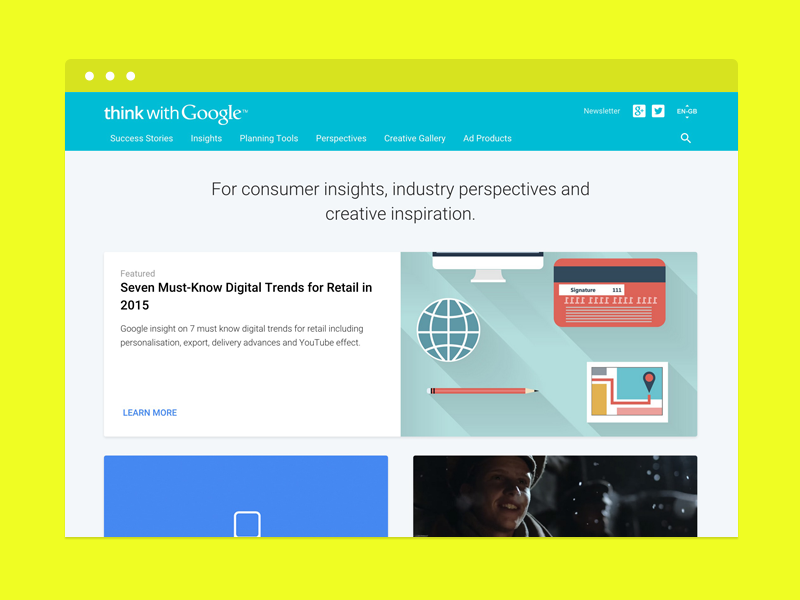 think with Google™
Newsletter
EN-GB
Success Stories Insights Planning Tools Perspectives Creative Gallery Ad Products
For consumer insights, industry perspectives and
creative inspiration.
Featured
Seven Must-Know Digital Trends for Retail in
2015
Google insight on 7 must know digital trends for retail including
personalisation, export, delivery advances and YouTube effect.
LEARN MORE
Signature 111